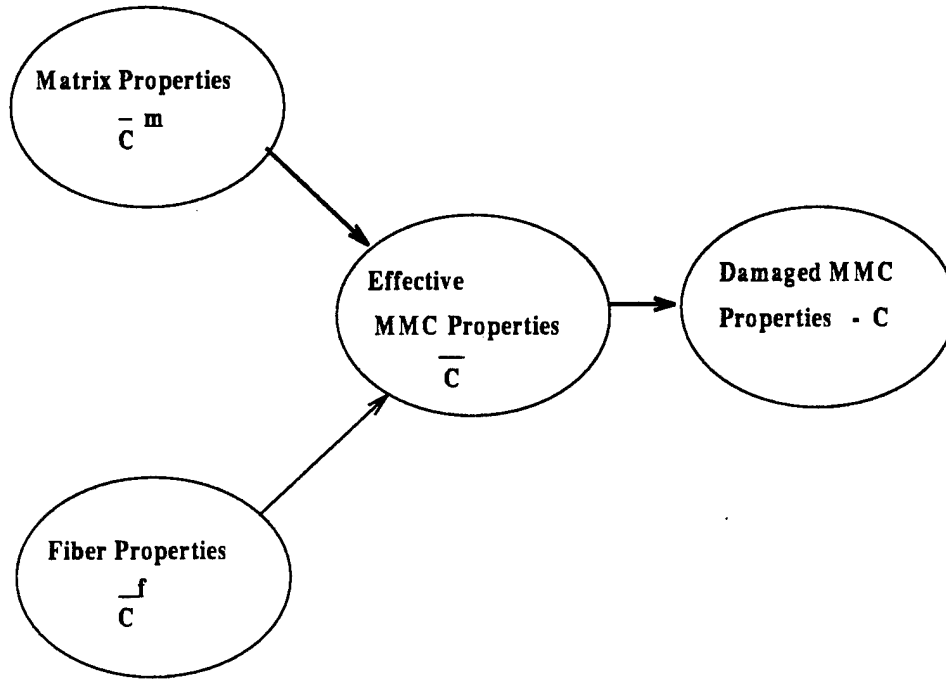 Matrix Properties
C̅ m
Effective
MMC Properties
C̅
Damaged MMC
Properties - C
Fiber Properties
C̅ f